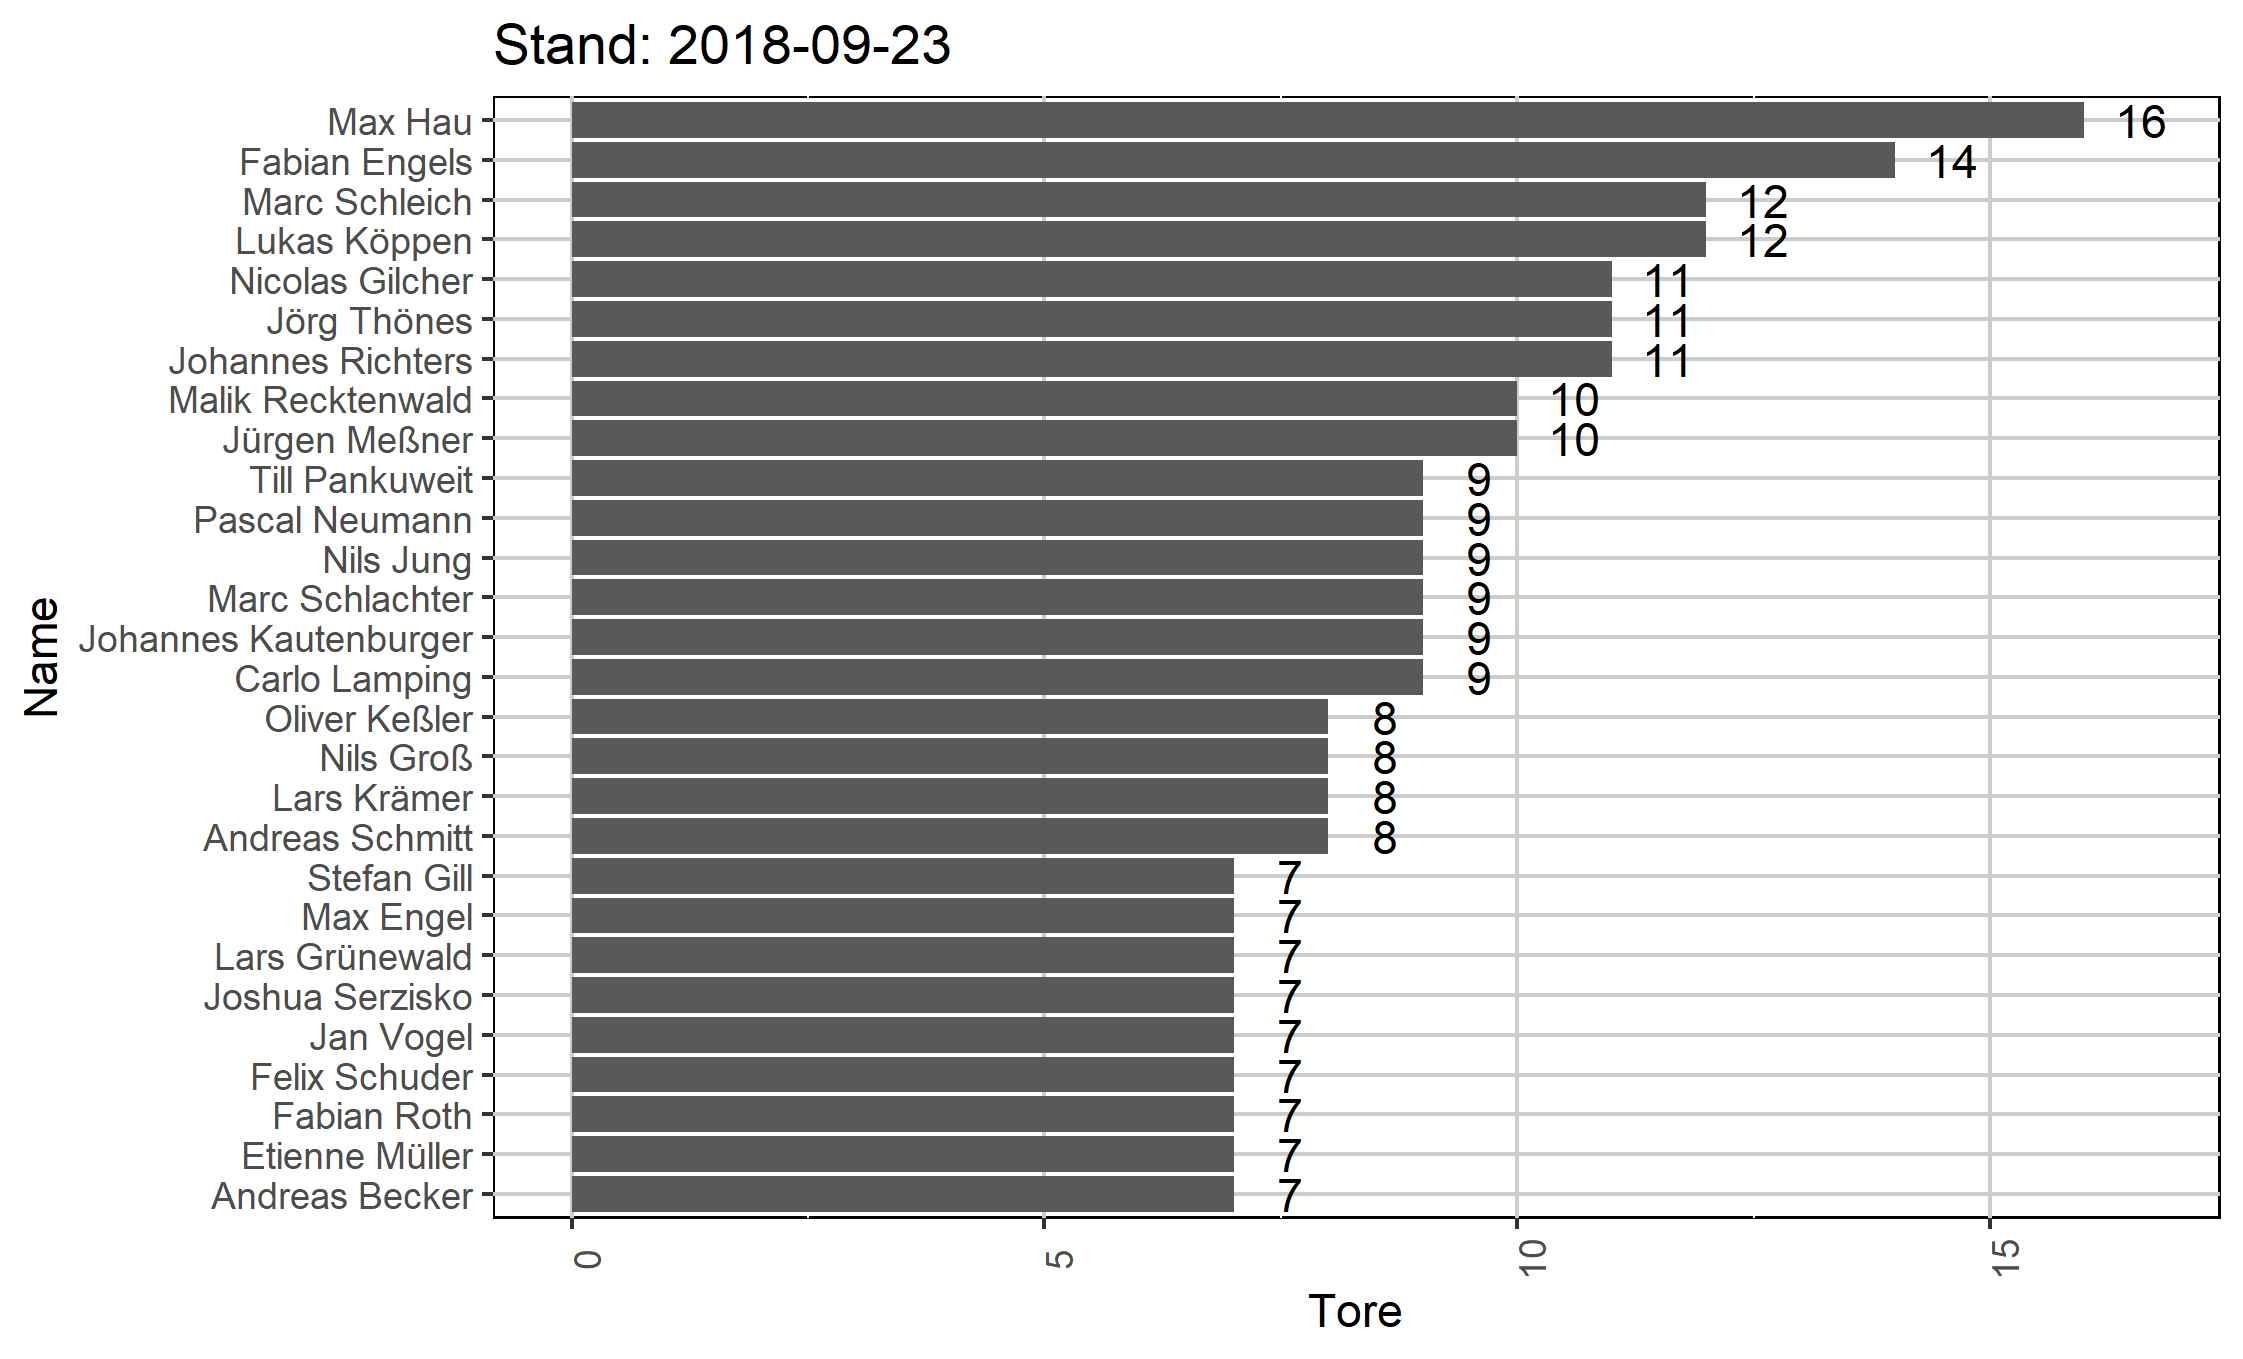 Stand: 2018-09-23
Name
Max Hau 16
Fabian Engels 14
Marc Schleich 12
Lukas Köppen 12
Nicolas Gilcher 11
Jörg Thönes 11
Johannes Richters 11
Malik Recktenwald 10
Jürgen Meßner 10
Till Pankuweit 9
Pascal Neumann 9
Nils Jung 9
Marc Schlachter 9
Johannes Kautenburger 9
Carlo Lamping 9
Oliver Keßler 8
Nils Groß 8
Lars Krämer 8
Andreas Schmitt 8
Stefan Gill 7
Max Engel 7
Lars Grünewald 7
Joshua Serzisko 7
Jan Vogel 7
Felix Schuder 7
Fabian Roth 7
Etienne Müller 7
Andreas Becker 7
0 5 10 15
Tore